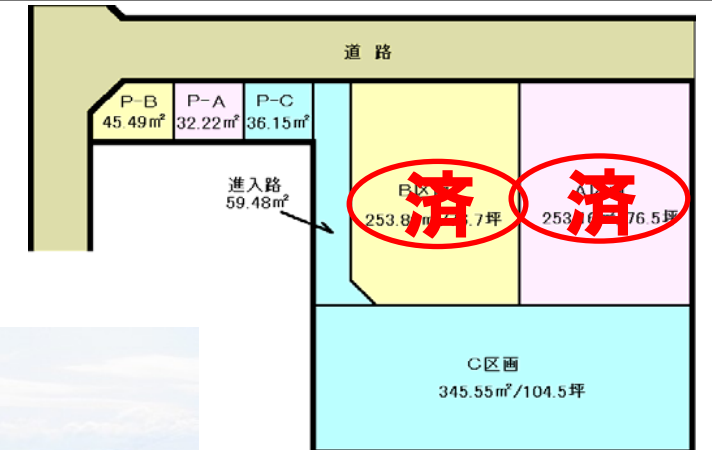 道 路
P-B
45.49㎡
P-A
32.22㎡
P-C
36.15㎡
進入路
59.48㎡
済
済
C区画
345.55㎡/104.5坪